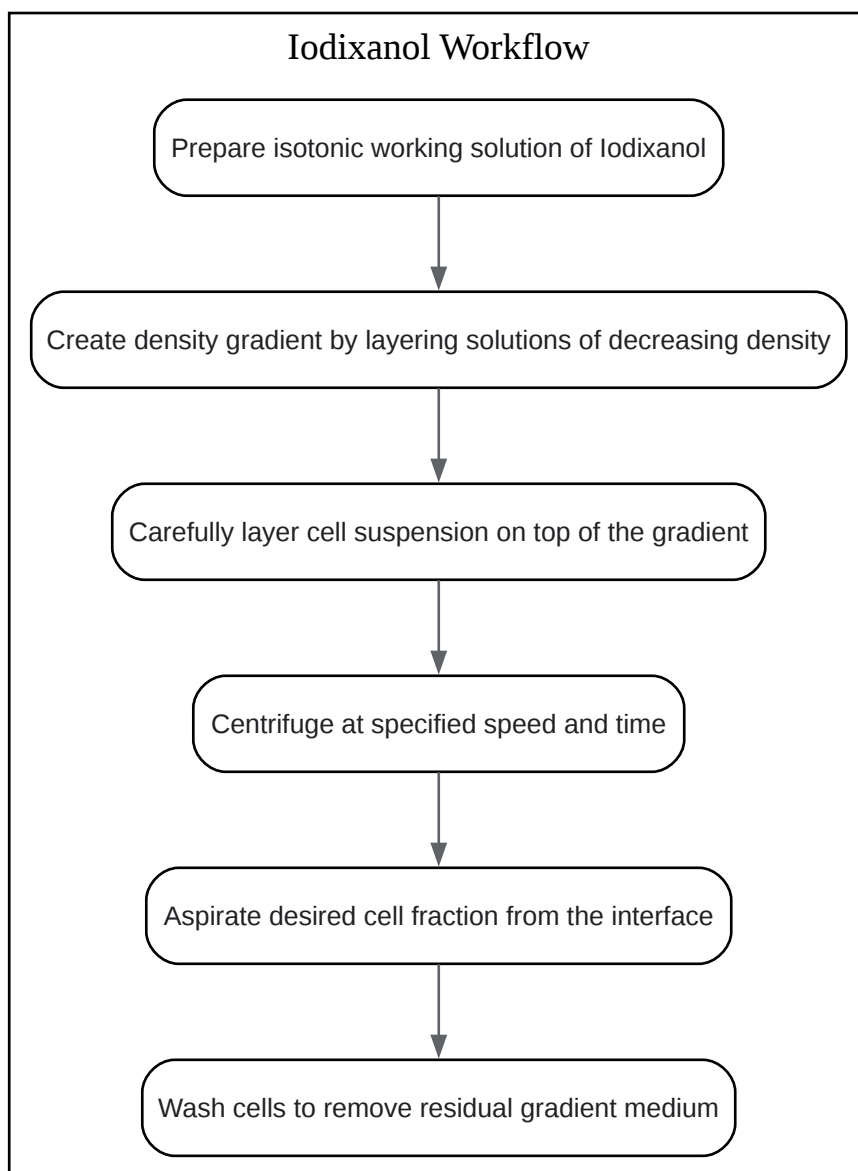 Iodixanol Workflow
Prepare isotonic working solution of Iodixanol
Create density gradient by layering solutions of decreasing density
Carefully layer cell suspension on top of the gradient
Centrifuge at specified speed and time
Aspirate desired cell fraction from the interface
Wash cells to remove residual gradient medium